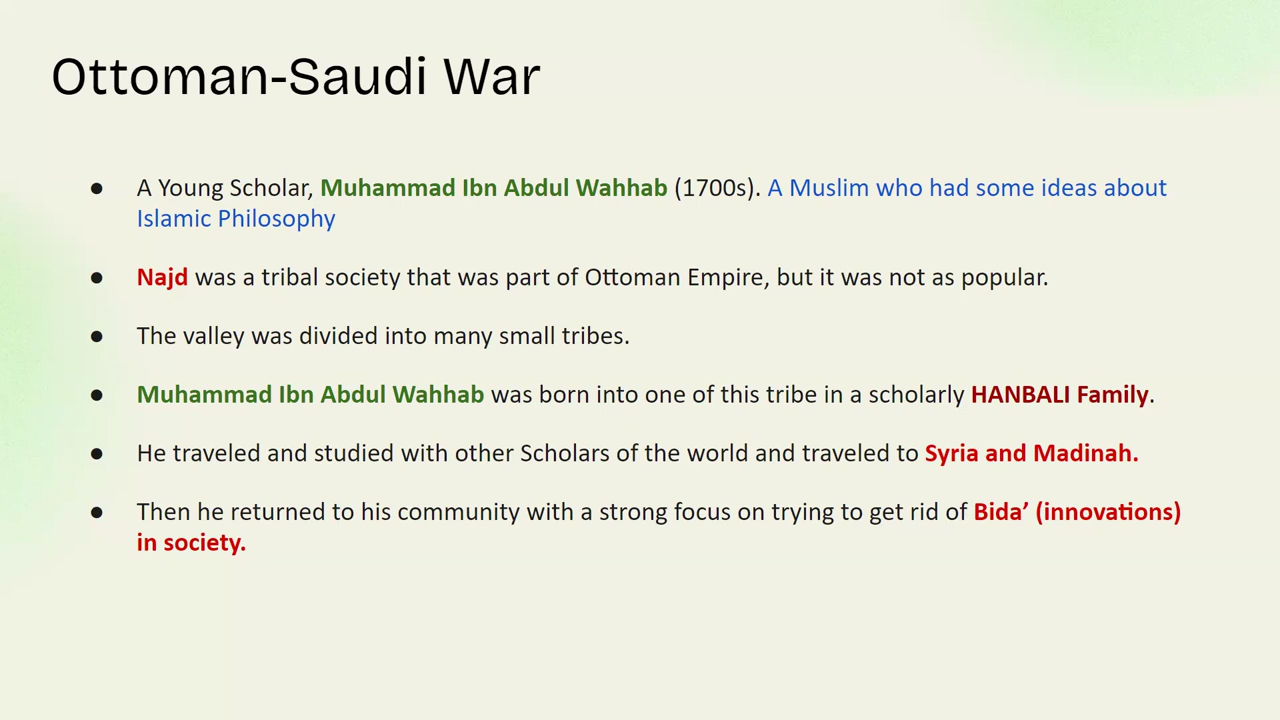 Ottoman-Saudi War
● A Young Scholar, Muhammad Ibn Abdul Wahhab (1700s). A Muslim who had some ideas about
Islamic Philosophy
● Najd was a tribal society that was part of Ottoman Empire, but it was not as popular.
● The valley was divided into many small tribes.
● Muhammad Ibn Abdul Wahhab was born into one of this tribe in a scholarly HANBALI Family.
● He traveled and studied with other Scholars of the world and traveled to Syria and Madinah.
● Then he returned to his community with a strong focus on trying to get rid of Bida’ (innovations)
in society.